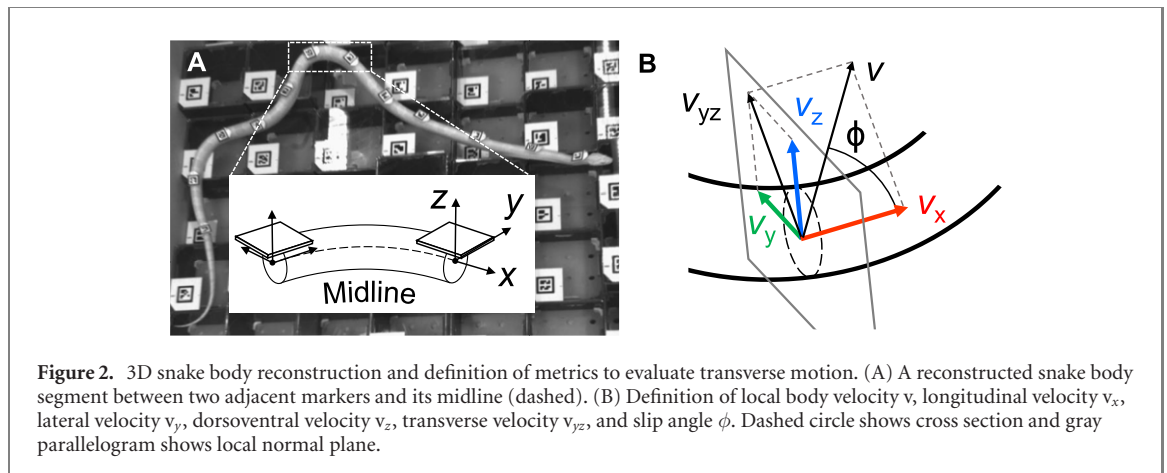 A
z
y
x
Midline
B
v
v_yz
v_z
ϕ
v_y
v_x
Figure 2. 3D snake body reconstruction and definition of metrics to evaluate transverse motion. (A) A reconstructed snake body
segment between two adjacent markers and its midline (dashed). (B) Definition of local body velocity v, longitudinal velocity v_x,
lateral velocity v_y, dorsoventral velocity v_z, transverse velocity v_yz, and slip angle ϕ. Dashed circle shows cross section and gray
parallelogram shows local normal plane.